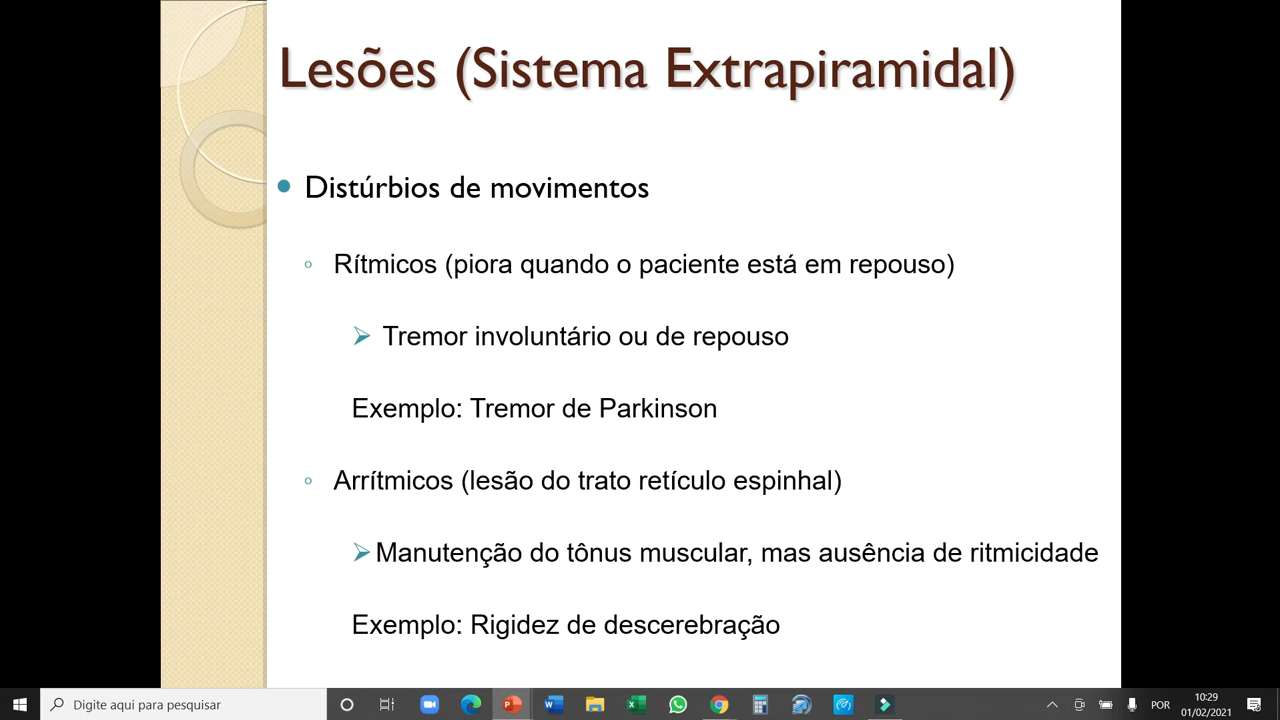 Lesões (Sistema Extrapiramidal)
Distúrbios de movimentos
Rítmicos (piora quando o paciente está em repouso)
Tremor involuntário ou de repouso
Exemplo: Tremor de Parkinson
Arrítmicos (lesão do trato retículo espinhal)
Manutenção do tônus muscular, mas ausência de ritmicidade
Exemplo: Rigidez de descerebração
Digite aqui para pesquisar
POR
10:29
01/02/2021